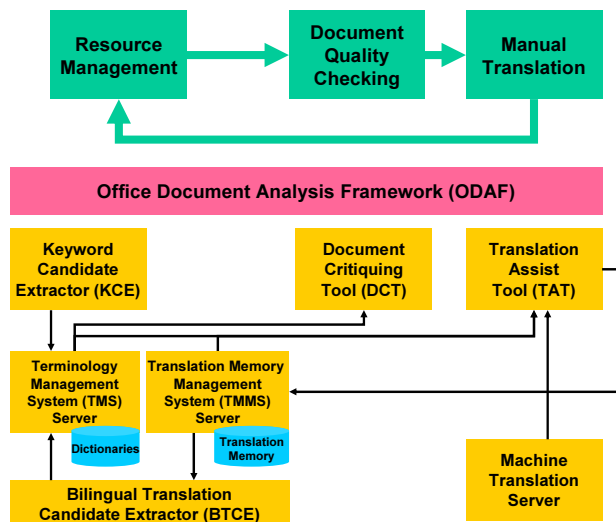 Resource
Management
Document
Quality
Checking
Manual
Translation
Office Document Analysis Framework (ODAF)
Keyword
Candidate
Extractor (KCE)
Document
Critiquing
Tool (DCT)
Translation
Assist
Tool (TAT)
Terminology
Management
System (TMS)
Server
Dictionaries
Translation Memory
Management
System (TMMS)
Server
Translation
Memory
Machine
Translation
Server
Bilingual Translation
Candidate Extractor (BTCE)